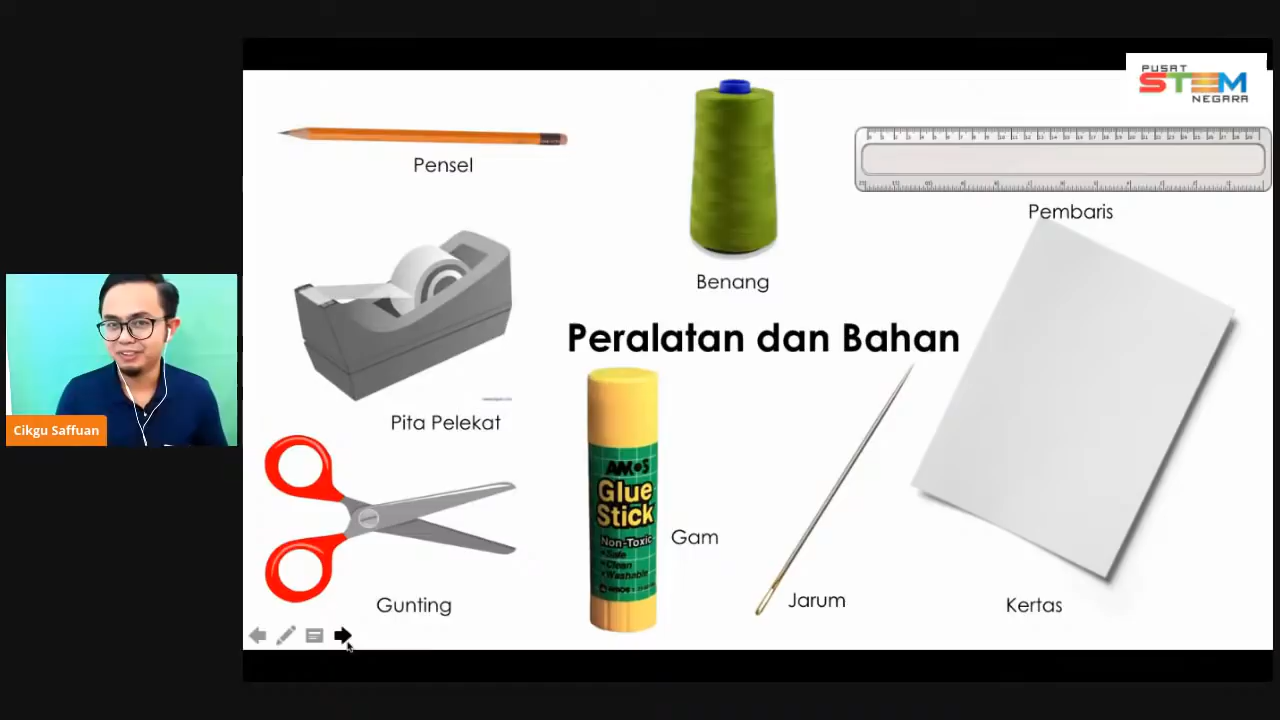 PUSAT
STEM
NEGARA
Pensel
Benang
Pembaris
Peralatan dan Bahan
Pita Pelekat
Cikgu Saffuan
AMOS
Glue
Stick
Non-Toxic
Safe
Clean
Washable
Gam
Gunting
Jarum
Kertas